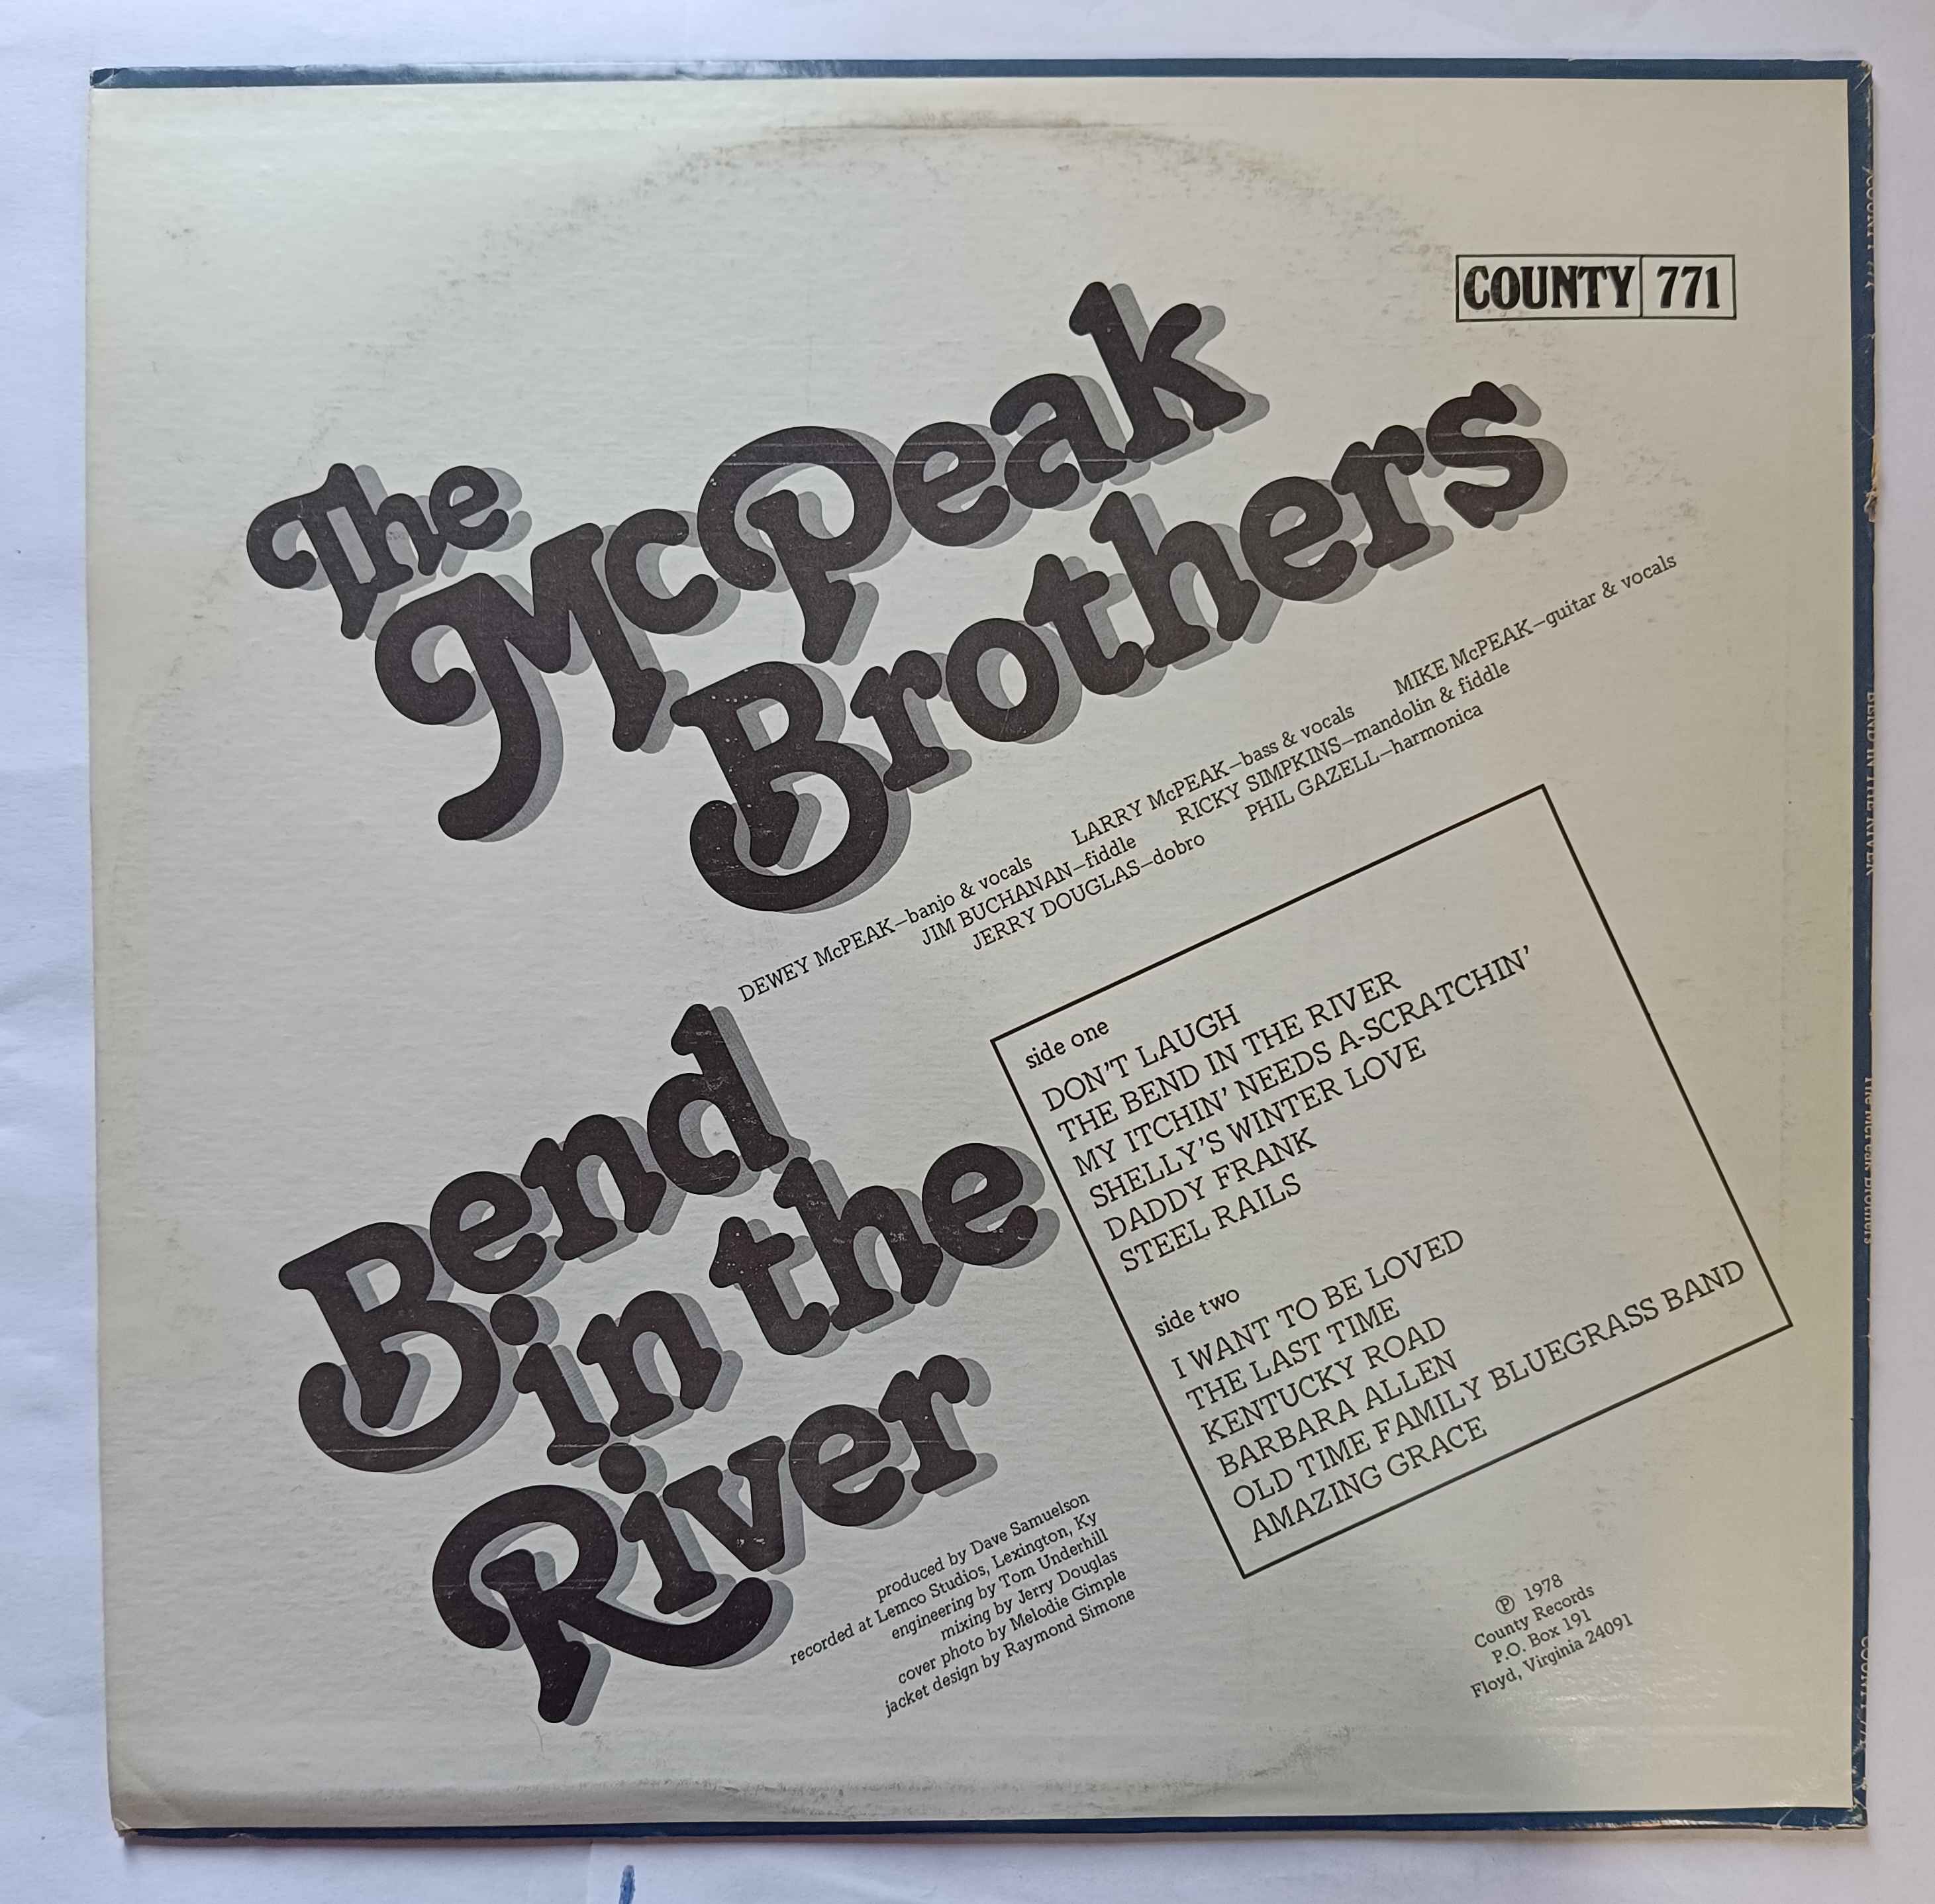 COUNTY 771
The
McPeak
Brothers
DEWEY McPEAK—banjo & vocals LARRY McPEAK—bass & vocals MIKE McPEAK—guitar & vocals
JIM BUCHANAN—fiddle RICKY SIMPKINS—mandolin & fiddle
JERRY DOUGLAS—dobro PHIL GAZELL—harmonica
Bend
in the
River
side one
DON'T LAUGH
THE BEND IN THE RIVER
MY ITCHIN' NEEDS A-SCRATCHIN'
SHELLY'S WINTER LOVE
DADDY FRANK
STEEL RAILS
side two
I WANT TO BE LOVED
THE LAST TIME
KENTUCKY ROAD
BARBARA ALLEN
OLD TIME FAMILY BLUEGRASS BAND
AMAZING GRACE
produced by Dave Samuelson
recorded at Lemco Studios, Lexington, Ky
engineering by Tom Underhill
mixing by Jerry Douglas
cover photo by Melodie Gimple
jacket design by Raymond Simone
℗ 1978
County Records
P.O. Box 191
Floyd, Virginia 24091
BEND IN THE RIVER
The McPeak Brothers